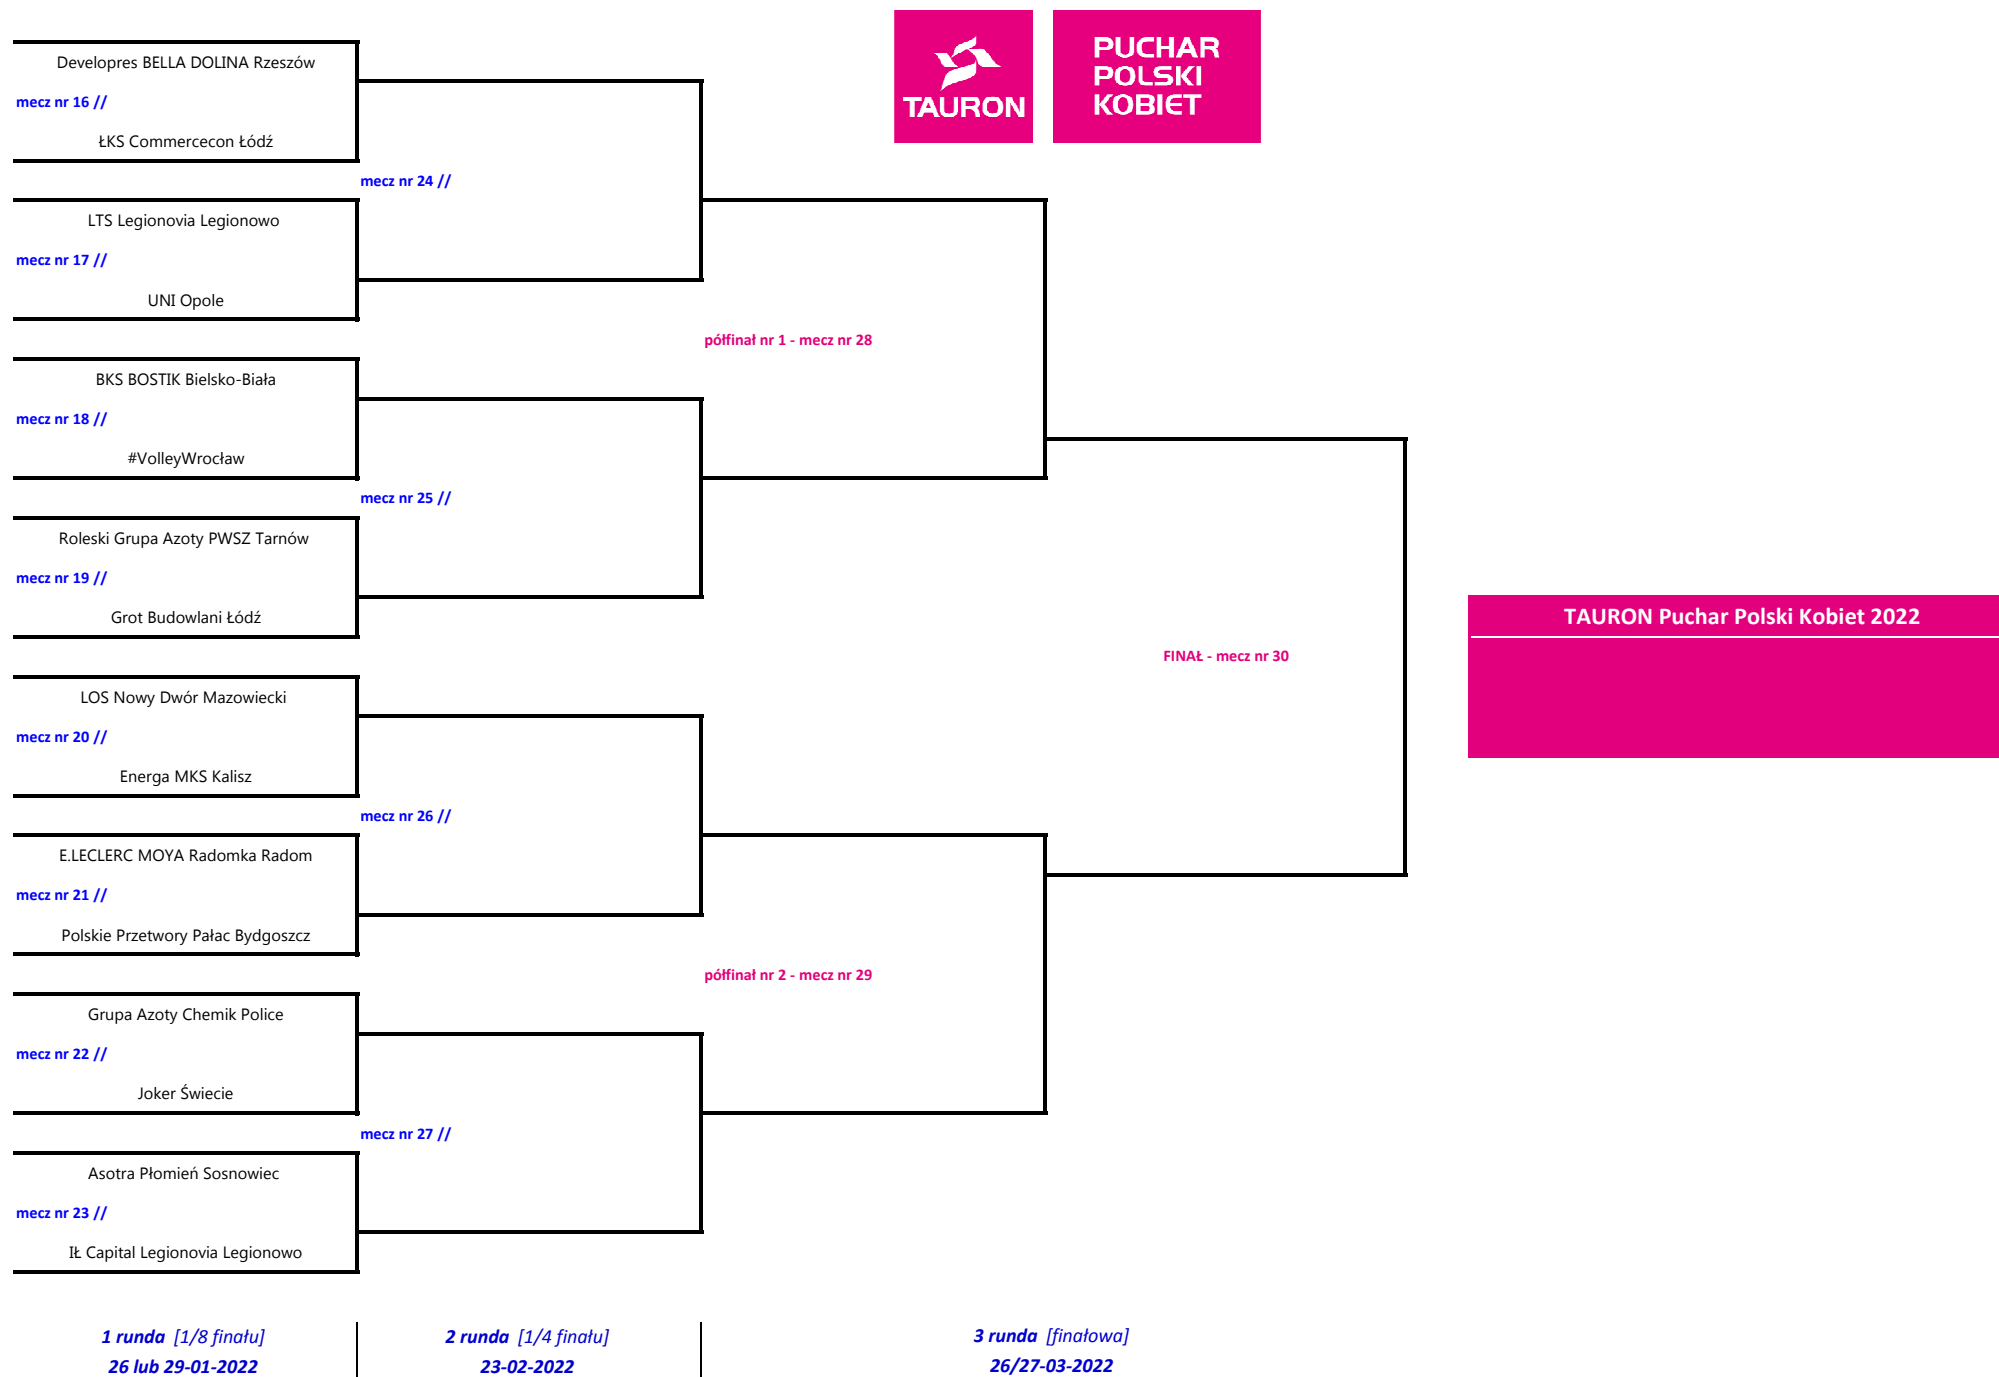 TAURON
PUCHAR
POLSKI
KOBIET
Developres BELLA DOLINA Rzeszów
mecz nr 16 //
ŁKS Commercecon Łódź
mecz nr 24 //
LTS Legionovia Legionowo
mecz nr 17 //
UNI Opole
półfinał nr 1 - mecz nr 28
BKS BOSTIK Bielsko-Biała
mecz nr 18 //
#VolleyWrocław
mecz nr 25 //
Roleski Grupa Azoty PWSZ Tarnów
mecz nr 19 //
Grot Budowlani Łódź
TAURON Puchar Polski Kobiet 2022
FINAŁ - mecz nr 30
LOS Nowy Dwór Mazowiecki
mecz nr 20 //
Energa MKS Kalisz
mecz nr 26 //
E.LECLERC MOYA Radomka Radom
mecz nr 21 //
Polskie Przetwory Pałac Bydgoszcz
półfinał nr 2 - mecz nr 29
Grupa Azoty Chemik Police
mecz nr 22 //
Joker Świecie
mecz nr 27 //
Asotra Płomień Sosnowiec
mecz nr 23 //
IŁ Capital Legionovia Legionowo
1 runda [1/8 finału]
26 lub 29-01-2022
2 runda [1/4 finału]
23-02-2022
3 runda [finałowa]
26/27-03-2022